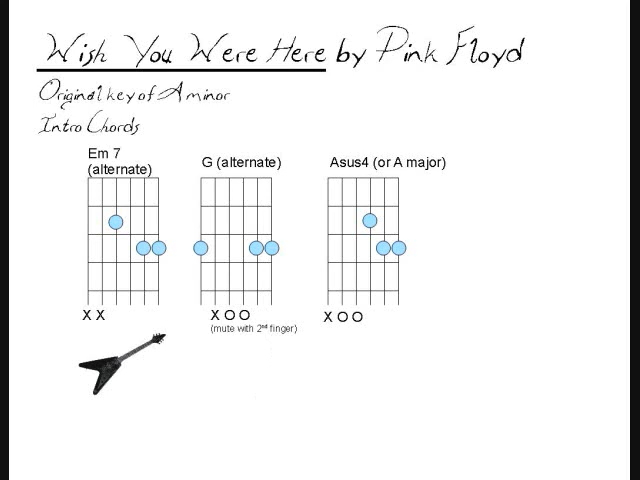 Wish You Were Here by Pink Floyd
Original key of A minor
Intro Chords
Em 7
(alternate)
G (alternate)
Asus4 (or A major)
X X
X O O
X O O
(mute with 2nd finger)